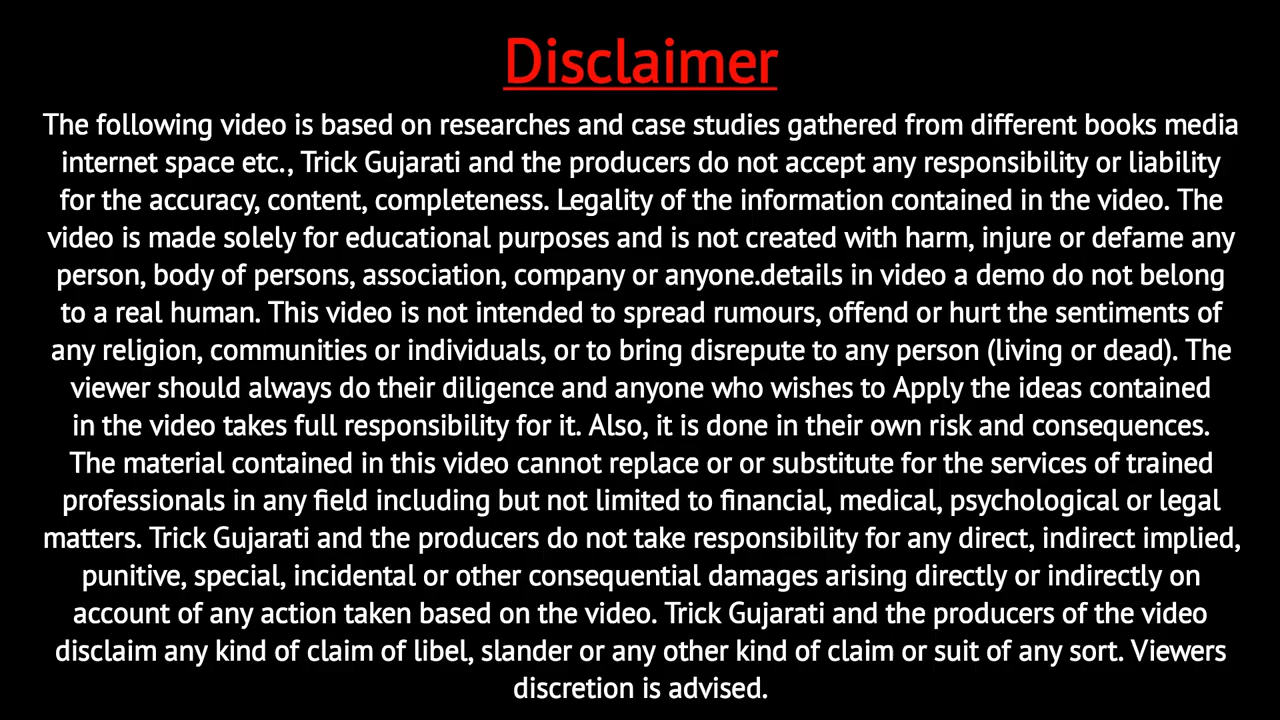 Disclaimer
The following video is based on researches and case studies gathered from different books media
internet space etc., Trick Gujarati and the producers do not accept any responsibility or liability
for the accuracy, content, completeness. Legality of the information contained in the video. The
video is made solely for educational purposes and is not created with harm, injure or defame any
person, body of persons, association, company or anyone.details in video a demo do not belong
to a real human. This video is not intended to spread rumours, offend or hurt the sentiments of
any religion, communities or individuals, or to bring disrepute to any person (living or dead). The
viewer should always do their diligence and anyone who wishes to Apply the ideas contained
in the video takes full responsibility for it. Also, it is done in their own risk and consequences.
The material contained in this video cannot replace or or substitute for the services of trained
professionals in any field including but not limited to financial, medical, psychological or legal
matters. Trick Gujarati and the producers do not take responsibility for any direct, indirect implied,
punitive, special, incidental or other consequential damages arising directly or indirectly on
account of any action taken based on the video. Trick Gujarati and the producers of the video
disclaim any kind of claim of libel, slander or any other kind of claim or suit of any sort. Viewers
discretion is advised.